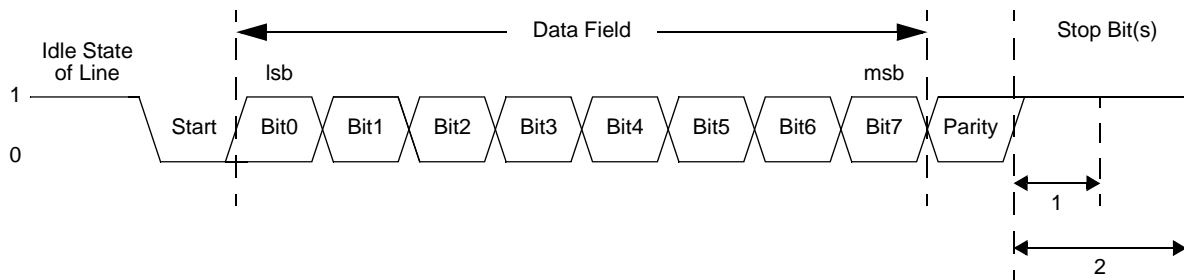 Data Field
Stop Bit(s)
Idle State
of Line
lsb
msb
1
Start
Bit0
Bit1
Bit2
Bit3
Bit4
Bit5
Bit6
Bit7
Parity
0
1
2